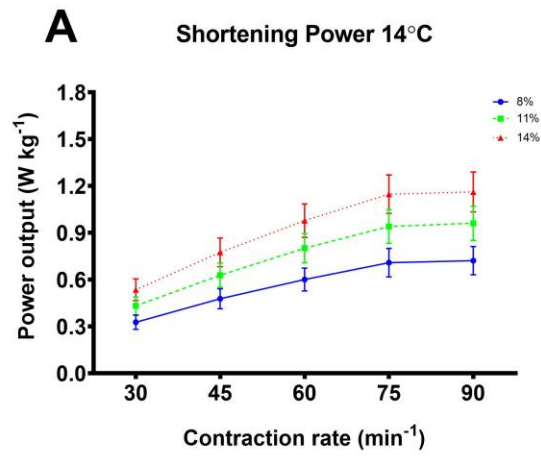 A
Shortening Power 14°C
8%
11%
14%
Power output (W kg⁻¹)
1.8
1.5
1.2
0.9
0.6
0.3
0.0
30 45 60 75 90
Contraction rate (min⁻¹)